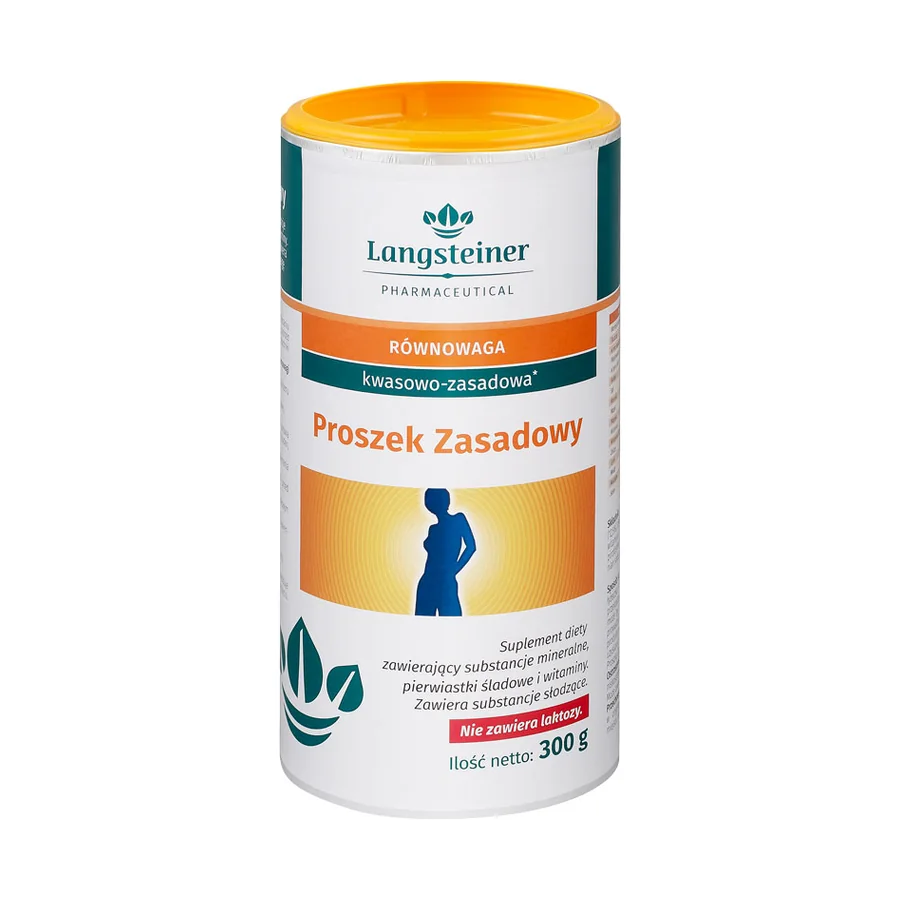 Langsteiner
PHARMACEUTICAL
RÓWNOWAGA
kwasowo-zasadowa*
Proszek Zasadowy
Suplement diety
zawierający substancje mineralne,
pierwiastki śladowe i witaminy.
Zawiera substancje słodzące.
Nie zawiera laktozy.
Ilość netto: 300 g